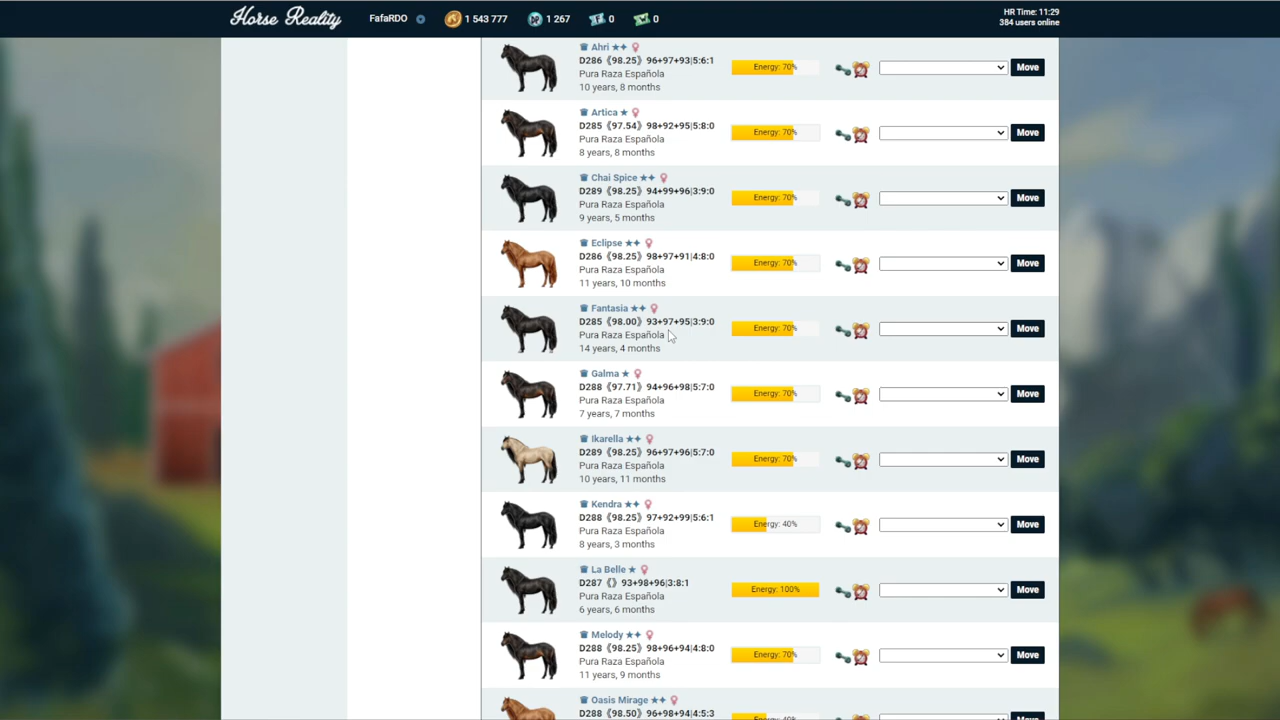 Horse Reality
FafaRDO
1 543 777
1 267
0
0
HR Time: 11:29
384 users online
Ahri
D286 《98.25》 96+97+93|5:6:1
Pura Raza Española
10 years, 8 months
Energy: 70%
Move
Artica
D285 《97.54》 98+92+95|5:8:0
Pura Raza Española
8 years, 8 months
Energy: 70%
Move
Chai Spice
D289 《98.25》 94+99+96|3:9:0
Pura Raza Española
9 years, 5 months
Energy: 70%
Move
Eclipse
D286 《98.25》 98+97+91|4:8:0
Pura Raza Española
11 years, 10 months
Energy: 70%
Move
Fantasia
D285 《98.00》 93+97+95|3:9:0
Pura Raza Española
14 years, 4 months
Energy: 70%
Move
Galma
D288 《97.71》 94+96+98|5:7:0
Pura Raza Española
7 years, 7 months
Energy: 70%
Move
Ikarella
D289 《98.25》 96+97+96|5:7:0
Pura Raza Española
10 years, 11 months
Energy: 70%
Move
Kendra
D288 《98.25》 97+92+99|5:6:1
Pura Raza Española
8 years, 3 months
Energy: 40%
Move
La Belle
D287 《》 93+98+96|3:8:1
Pura Raza Española
6 years, 6 months
Energy: 100%
Move
Melody
D288 《98.25》 98+96+94|4:8:0
Pura Raza Española
11 years, 9 months
Energy: 70%
Move
Oasis Mirage
D288 《98.50》 96+98+94|4:5:3
Energy: 40%
Move